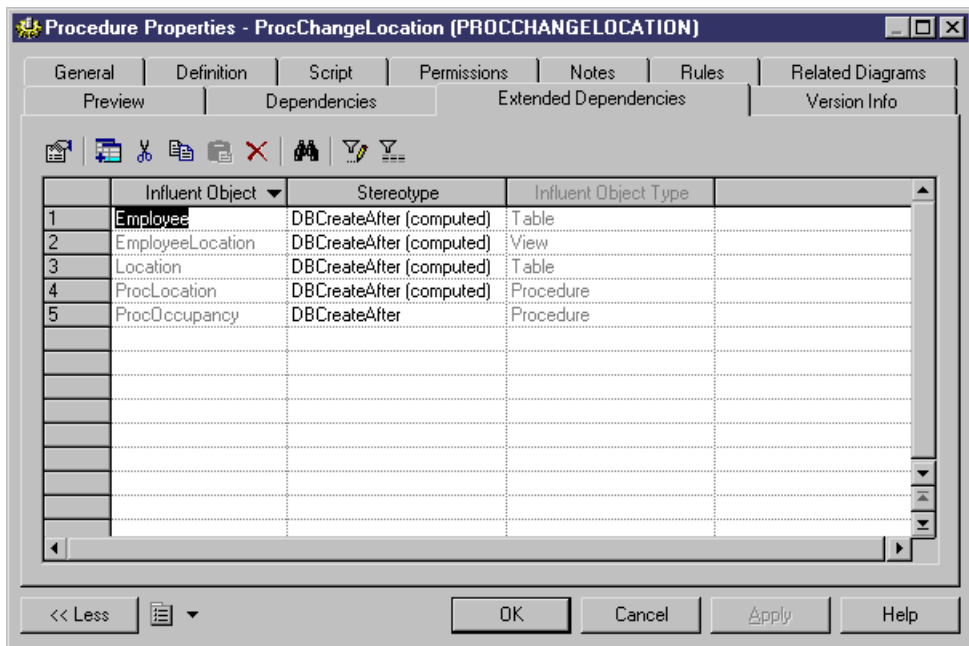 Procedure Properties - ProcChangeLocation (PROCCHANGELOCATION)
General Definition Script Permissions Notes Rules Related Diagrams
Preview Dependencies Extended Dependencies Version Info
Influent Object Stereotype Influent Object Type
1 Employee DBCreateAfter (computed) Table
2 EmployeeLocation DBCreateAfter (computed) View
3 Location DBCreateAfter (computed) Table
4 ProcLocation DBCreateAfter (computed) Procedure
5 ProcOccupancy DBCreateAfter Procedure
<< Less OK Cancel Apply Help